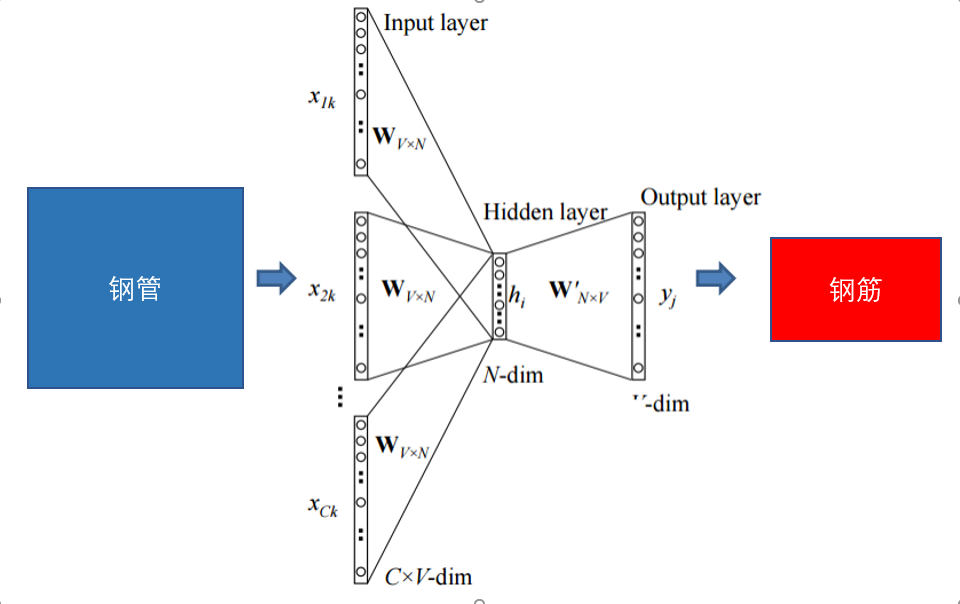 Input layer
x1k
WV×N
钢管
x2k
WV×N
Hidden layer
hi
N-dim
W'N×V
Output layer
yj
-dim
钢筋
WV×N
xCk
C×V-dim